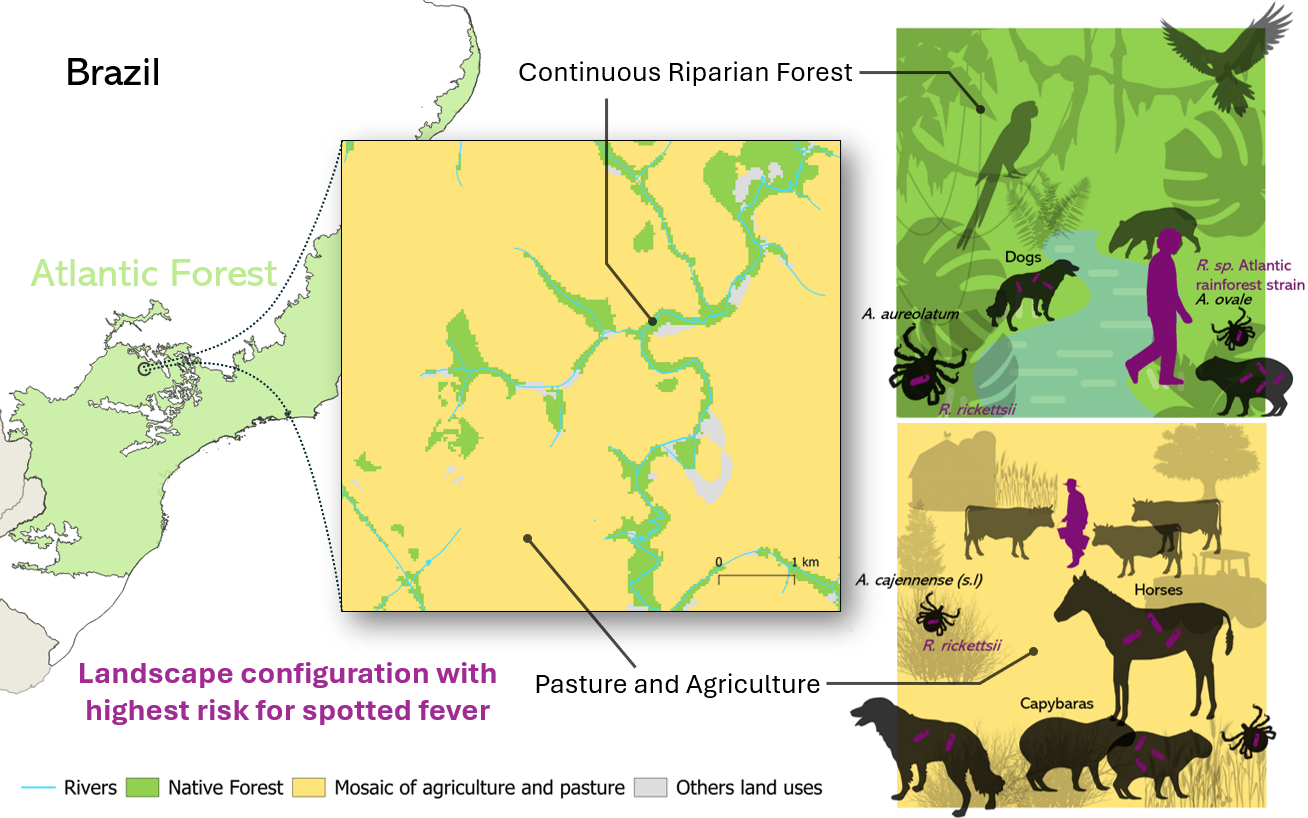 Brazil
Continuous Riparian Forest
Atlantic Forest
Dogs
R. sp. Atlantic
rainforest strain
A. ovale
A. aureolatum
R. rickettsii
0 1 km
A. cajennense (s.l)
Horses
R. rickettsii
Landscape configuration with
highest risk for spotted fever
Pasture and Agriculture
Capybaras
Rivers Native Forest Mosaic of agriculture and pasture Others land uses